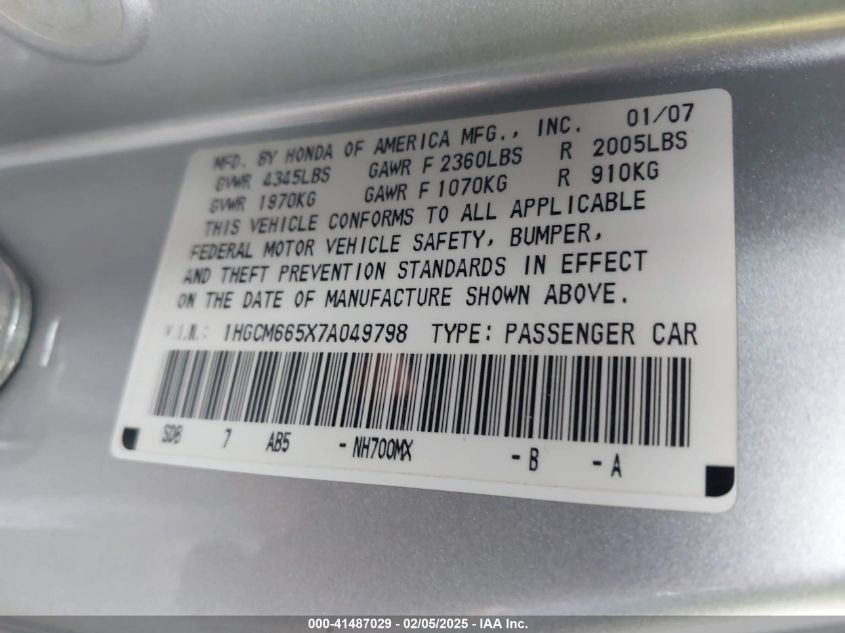 MFD. BY HONDA OF AMERICA MFG., INC. 01/07
GVWR 4345LBS GAWR F 2360LBS R 2005LBS
GVWR 1970KG GAWR F 1070KG R 910KG
THIS VEHICLE CONFORMS TO ALL APPLICABLE
FEDERAL MOTOR VEHICLE SAFETY, BUMPER,
AND THEFT PREVENTION STANDARDS IN EFFECT
ON THE DATE OF MANUFACTURE SHOWN ABOVE.
V.I.N.: 1HGCM665X7A049798 TYPE: PASSENGER CAR
SDB 7 AB5 -NH700MX -B -A
000-41487029 — 02/05/2025 — IAA Inc.